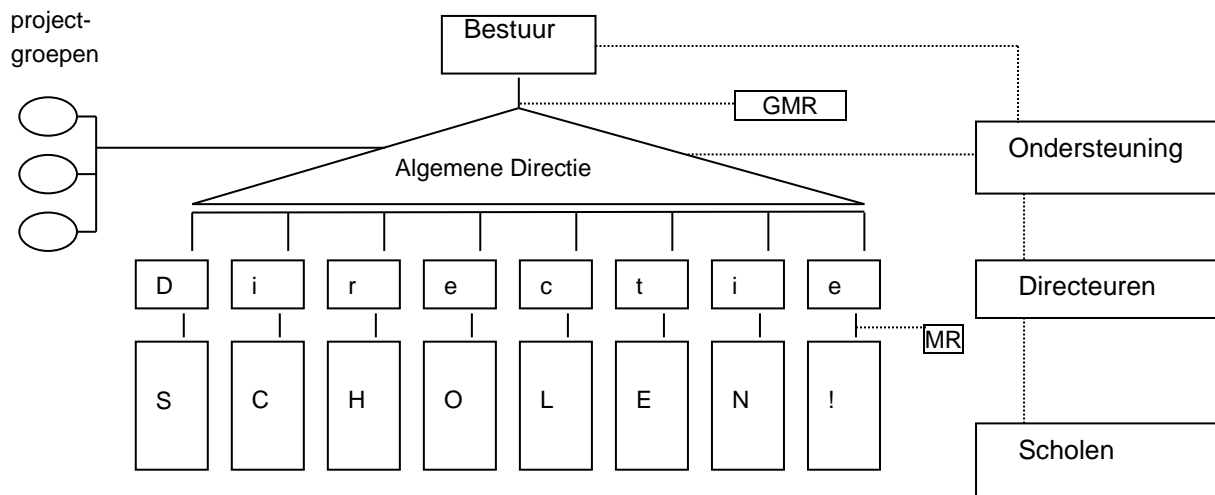 project-
groepen
Bestuur
GMR
Ondersteuning
Algemene Directie
D i r e c t i e
Directeuren
MR
S C H O L E N !
Scholen